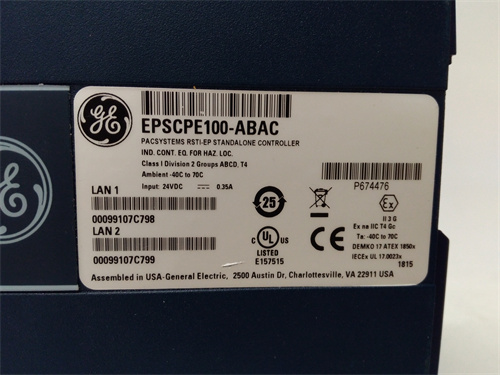 GE
EPSCPE100-ABAC
PACSYSTEMS RSTI-EP STANDALONE CONTROLLER
IND. CONT. EQ. FOR HAZ. LOC.
Class I Division 2 Groups ABCD, T4
Ambient -40C to 70C
Input: 24VDC ⎓ 0.35A
LAN 1
00099107C798
LAN 2
00099107C799
25
C UL US
LISTED
E157515
P674476
Ex
II 3 G
Ex na IIC T4 Gc
Ta: -40C to 70C
DEMKO 17 ATEX 1850x
IECEx UL 17.0023x
1815
Assembled in USA-General Electric, 2500 Austin Dr, Charlottesville, VA 22911 USA
GE